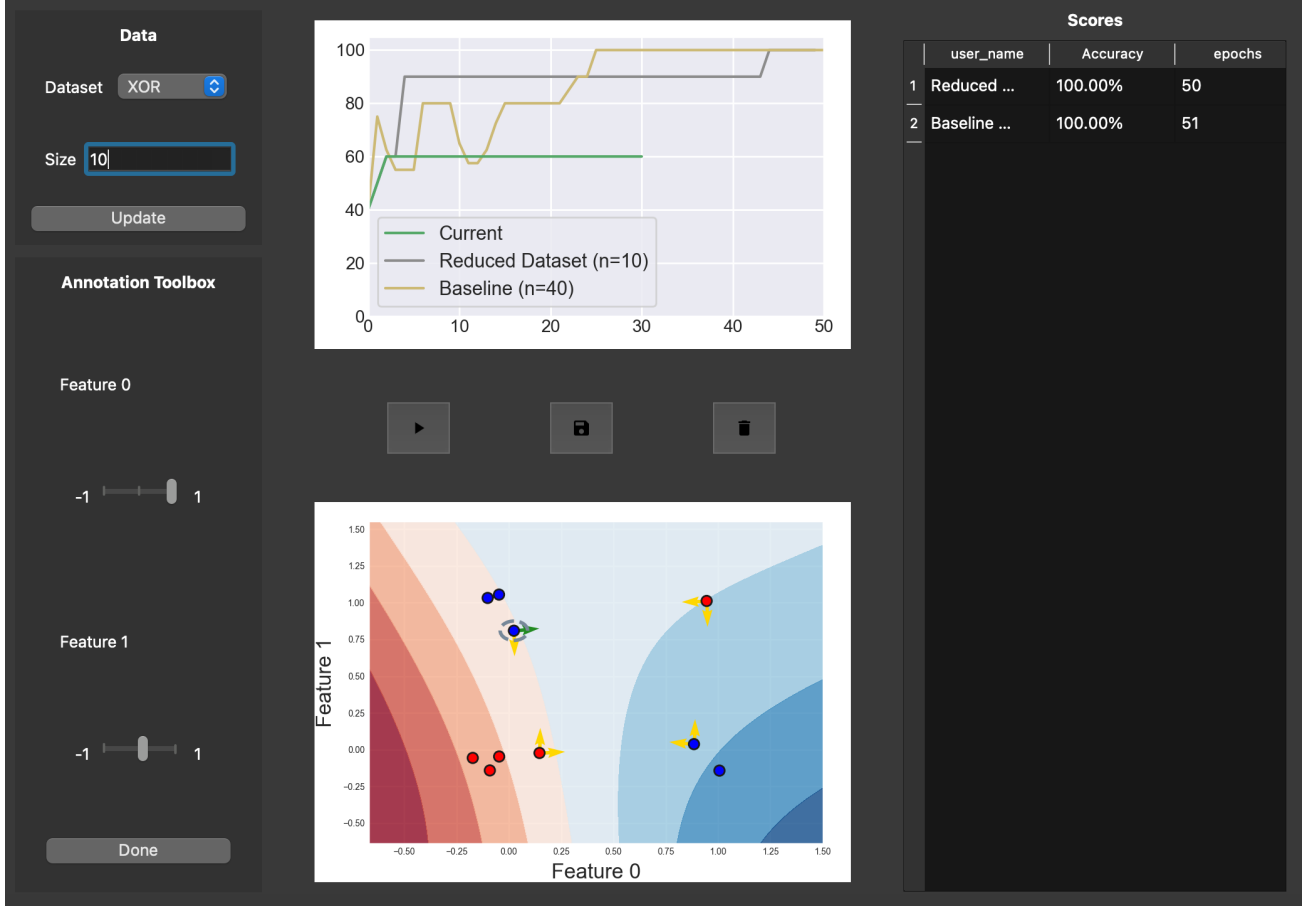 Data
Dataset XOR
Size 10
Update
Annotation Toolbox
Feature 0
-1 1
Feature 1
-1 1
Done
100
80
60
40
20
0
0 10 20 30 40 50
Current
Reduced Dataset (n=10)
Baseline (n=40)
1.50
1.25
1.00
0.75
0.50
0.25
0.00
−0.25
−0.50
Feature 1
−0.50 −0.25 0.00 0.25 0.50 0.75 1.00 1.25 1.50
Feature 0
Scores
user_name Accuracy epochs
1 Reduced ... 100.00% 50
2 Baseline ... 100.00% 51